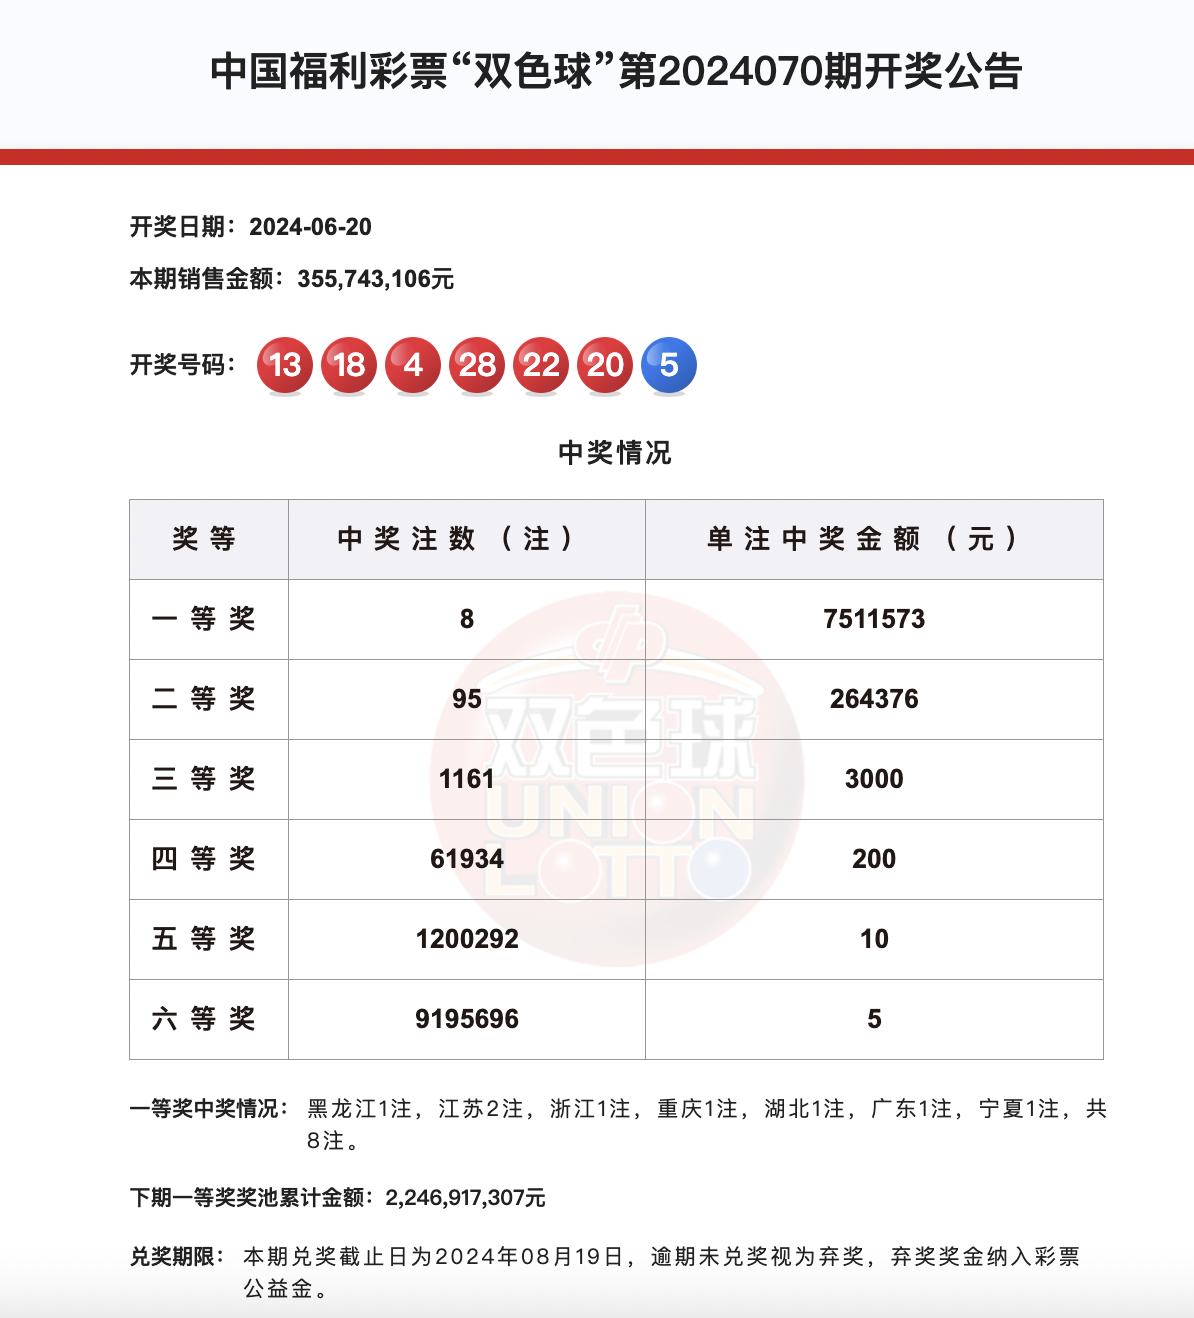 中国福利彩票“双色球”第2024070期开奖公告
开奖日期：2024-06-20
本期销售金额：355,743,106元
开奖号码： 13 18 4 28 22 20 5
中奖情况
奖等 中奖注数（注） 单注中奖金额（元）
一等奖 8 7511573
二等奖 95 264376
三等奖 1161 3000
四等奖 61934 200
五等奖 1200292 10
六等奖 9195696 5
双色球
UNION
LOTTO
一等奖中奖情况： 黑龙江1注，江苏2注，浙江1注，重庆1注，湖北1注，广东1注，宁夏1注，共
8注。
下期一等奖奖池累计金额：2,246,917,307元
兑奖期限： 本期兑奖截止日为2024年08月19日，逾期未兑奖视为弃奖，弃奖奖金纳入彩票
公益金。